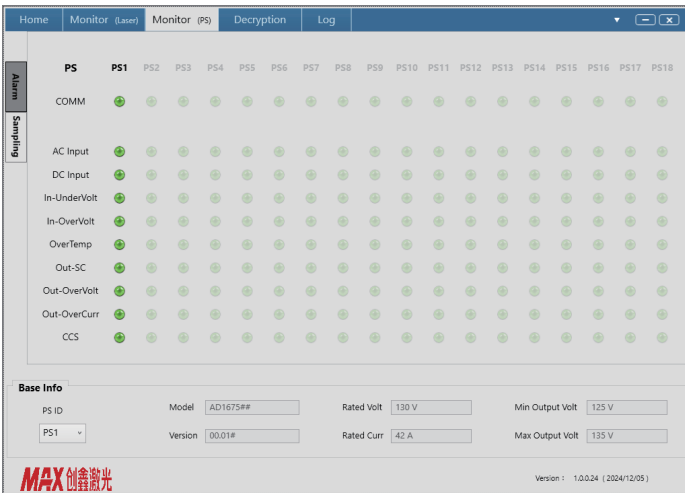 Home Monitor (Laser) Monitor (PS) Decryption Log
Alarm
Sampling
PS PS1 PS2 PS3 PS4 PS5 PS6 PS7 PS8 PS9 PS10 PS11 PS12 PS13 PS14 PS15 PS16 PS17 PS18
COMM
AC Input
DC Input
In-UnderVolt
In-OverVolt
OverTemp
Out-SC
Out-OverVolt
Out-OverCurr
CCS
Base Info
PS ID Model AD1675## Rated Volt 130 V Min Output Volt 125 V
PS1 Version 00.01# Rated Curr 42 A Max Output Volt 135 V
MAX 创鑫激光
Version： 1.0.0.24 ( 2024/12/05 )